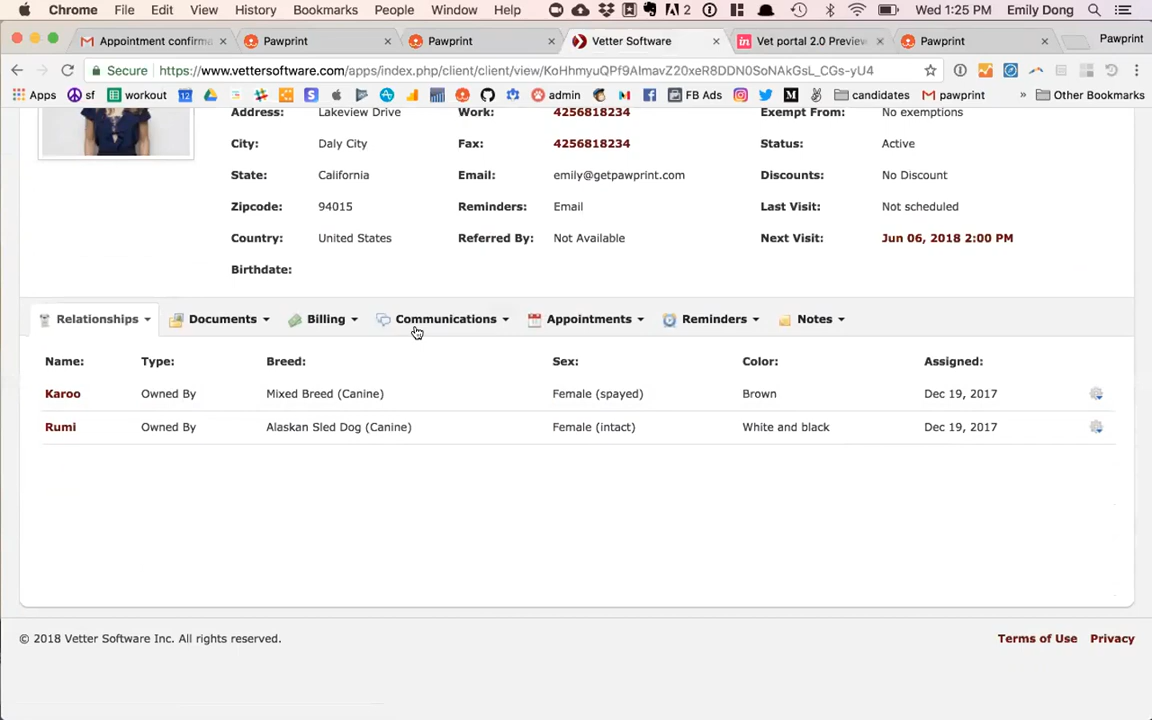 Chrome File Edit View History Bookmarks People Window Help 2 Wed 1:25 PM Emily Dong
Appointment confirma Pawprint Pawprint Vetter Software Vet portal 2.0 Preview Pawprint Pawprint
Secure https://www.vettersoftware.com/apps/index.php/client/client/view/KoHhmyuQPf9AImavZ20xeR8DDN0SoNAkGsL_CGs-yU4
Apps sf workout 12 admin FB Ads candidates pawprint » Other Bookmarks
Address: Lakeview Drive Work: 4256818234 Exempt From: No exemptions
City: Daly City Fax: 4256818234 Status: Active
State: California Email: emily@getpawprint.com Discounts: No Discount
Zipcode: 94015 Reminders: Email Last Visit: Not scheduled
Country: United States Referred By: Not Available Next Visit: Jun 06, 2018 2:00 PM
Birthdate:
Relationships Documents Billing Communications Appointments Reminders Notes
Name: Type: Breed: Sex: Color: Assigned:
Karoo Owned By Mixed Breed (Canine) Female (spayed) Brown Dec 19, 2017
Rumi Owned By Alaskan Sled Dog (Canine) Female (intact) White and black Dec 19, 2017
© 2018 Vetter Software Inc. All rights reserved. Terms of Use Privacy